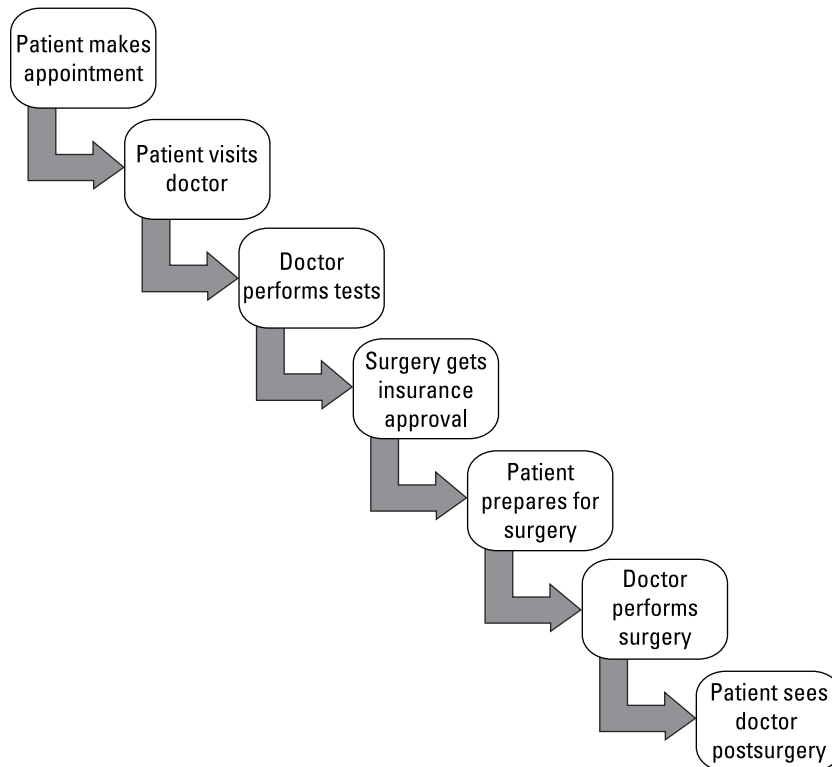 Patient makes
appointment
Patient visits
doctor
Doctor
performs tests
Surgery gets
insurance
approval
Patient
prepares for
surgery
Doctor
performs
surgery
Patient sees
doctor
postsurgery